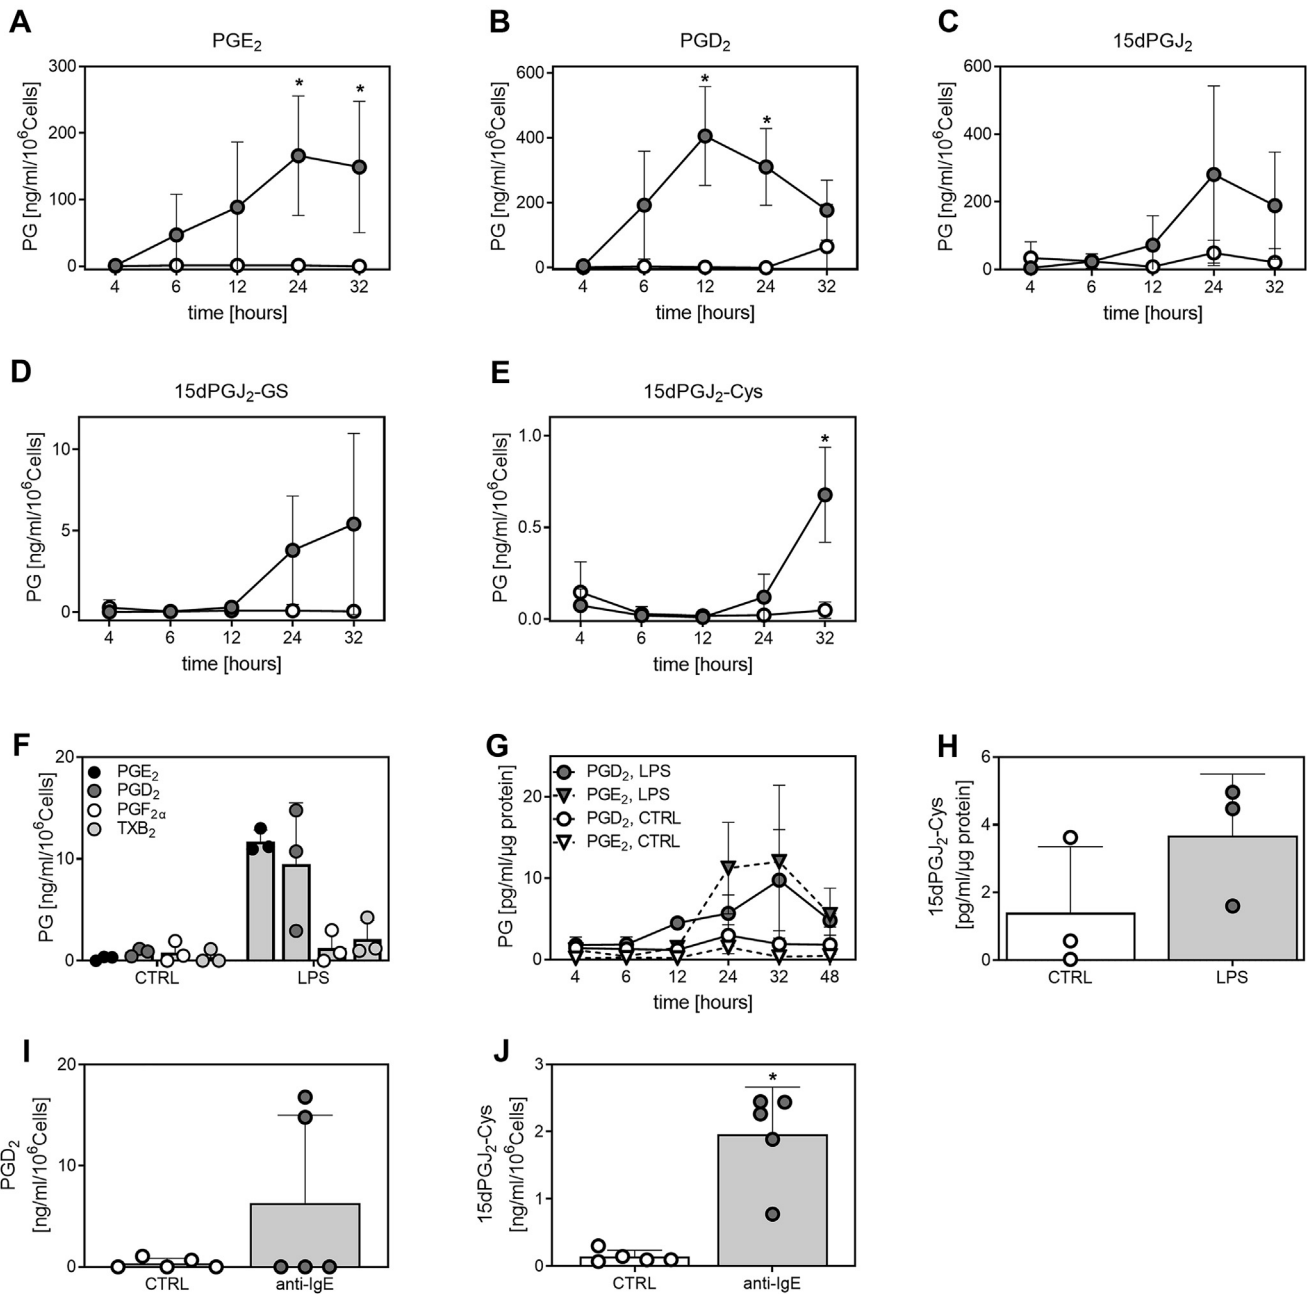 A
PGE2
PG [ng/ml/10^6Cells]
300
200
100
0
*
*
4 6 12 24 32
time [hours]
B
PGD2
PG [ng/ml/10^6Cells]
600
400
200
0
*
*
4 6 12 24 32
time [hours]
C
15dPGJ2
PG [ng/ml/10^6Cells]
600
400
200
0
4 6 12 24 32
time [hours]
D
15dPGJ2-GS
PG [ng/ml/10^6Cells]
10
5
0
4 6 12 24 32
time [hours]
E
15dPGJ2-Cys
PG [ng/ml/10^6Cells]
1.0
0.5
0.0
*
4 6 12 24 32
time [hours]
F
PG [ng/ml/10^6Cells]
20
10
0
PGE2
PGD2
PGF2α
TXB2
CTRL LPS
G
PG [pg/ml/µg protein]
20
10
0
PGD2, LPS
PGE2, LPS
PGD2, CTRL
PGE2, CTRL
4 6 12 24 32 48
time [hours]
H
15dPGJ2-Cys
[pg/ml/µg protein]
6
4
2
0
CTRL LPS
I
PGD2
[ng/ml/10^6Cells]
20
10
0
CTRL anti-IgE
J
15dPGJ2-Cys
[ng/ml/10^6Cells]
3
2
1
0
*
CTRL anti-IgE